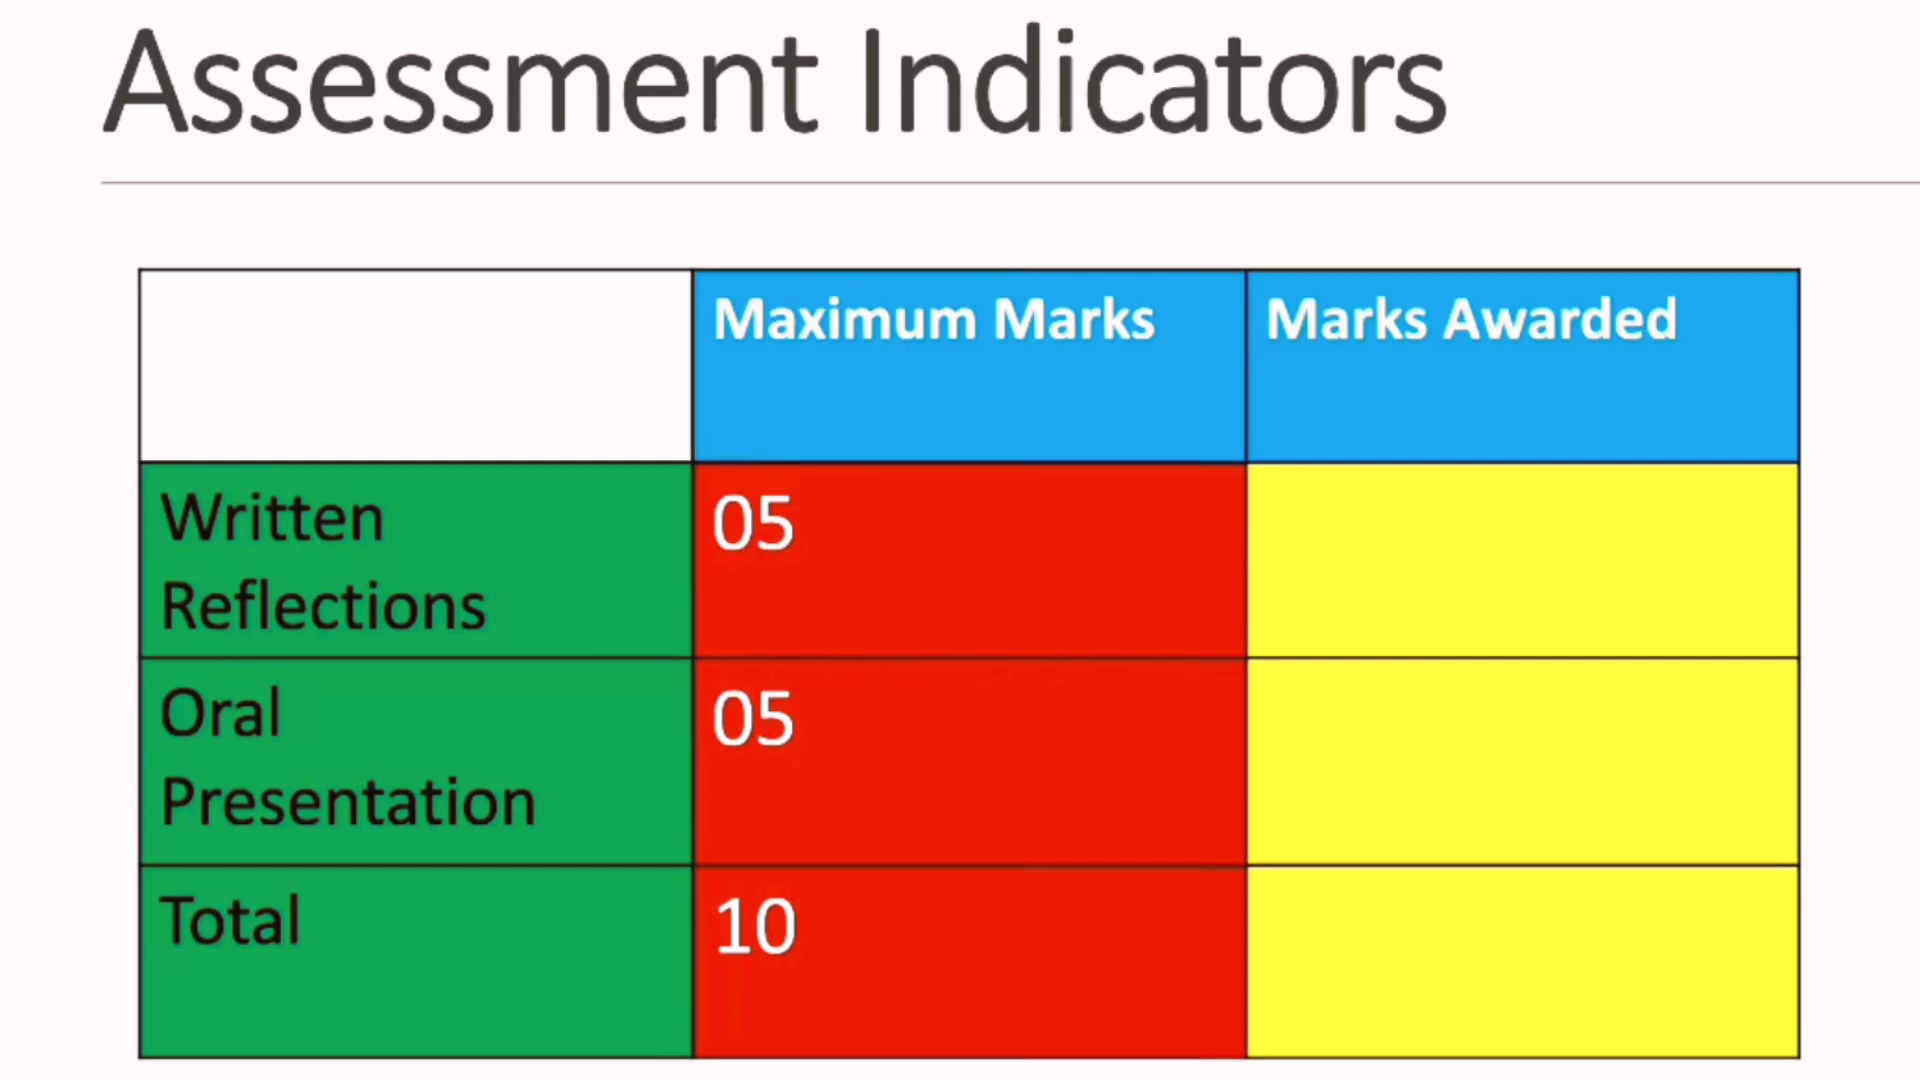 Assessment Indicators
Maximum Marks
Marks Awarded
Written
Reflections
05
Oral
Presentation
05
Total
10